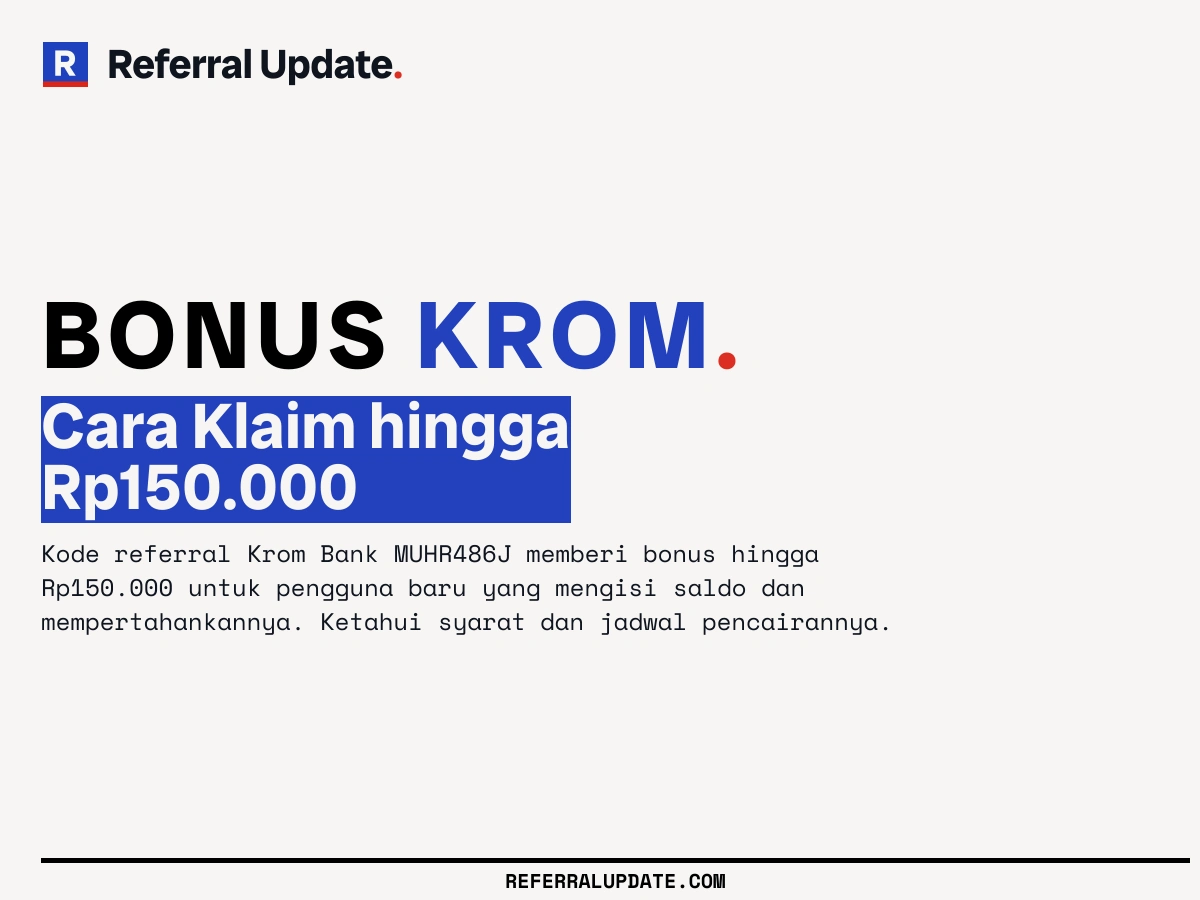 R Referral Update.
BONUS KROM.
Cara Klaim hingga
Rp150.000
Kode referral Krom Bank MUHR486J memberi bonus hingga
Rp150.000 untuk pengguna baru yang mengisi saldo dan
mempertahankannya. Ketahui syarat dan jadwal pencairannya.
REFERRALUPDATE.COM